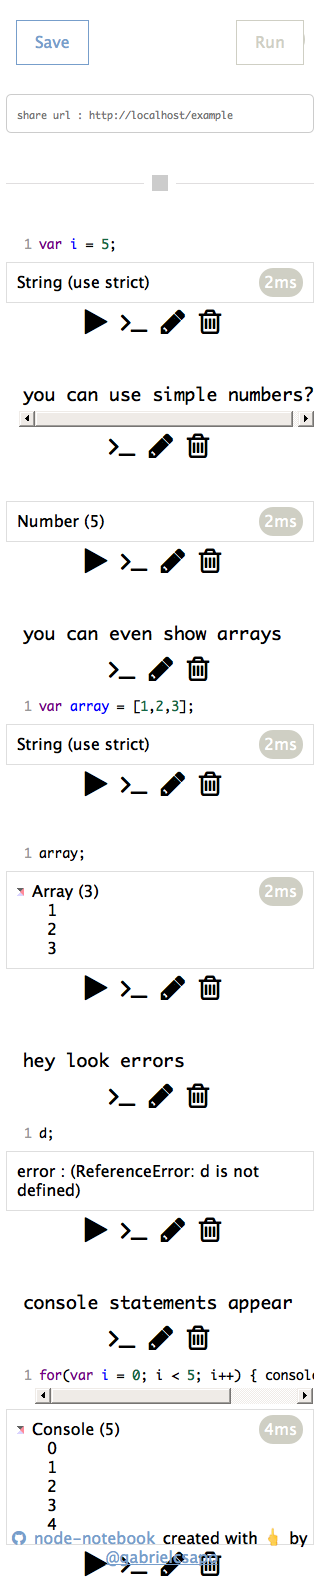 Save
Run
share url : http://localhost/example
1 var i = 5;
String (use strict)
2ms
you can use simple numbers?
Number (5)
2ms
you can even show arrays
1 var array = [1,2,3];
String (use strict)
2ms
1 array;
Array (3)
2ms
1
2
3
hey look errors
1 d;
error : (ReferenceError: d is not
defined)
console statements appear
1 for(var i = 0; i < 5; i++) { consol
Console (5)
4ms
0
1
2
3
4
node-notebook created with 👆 by